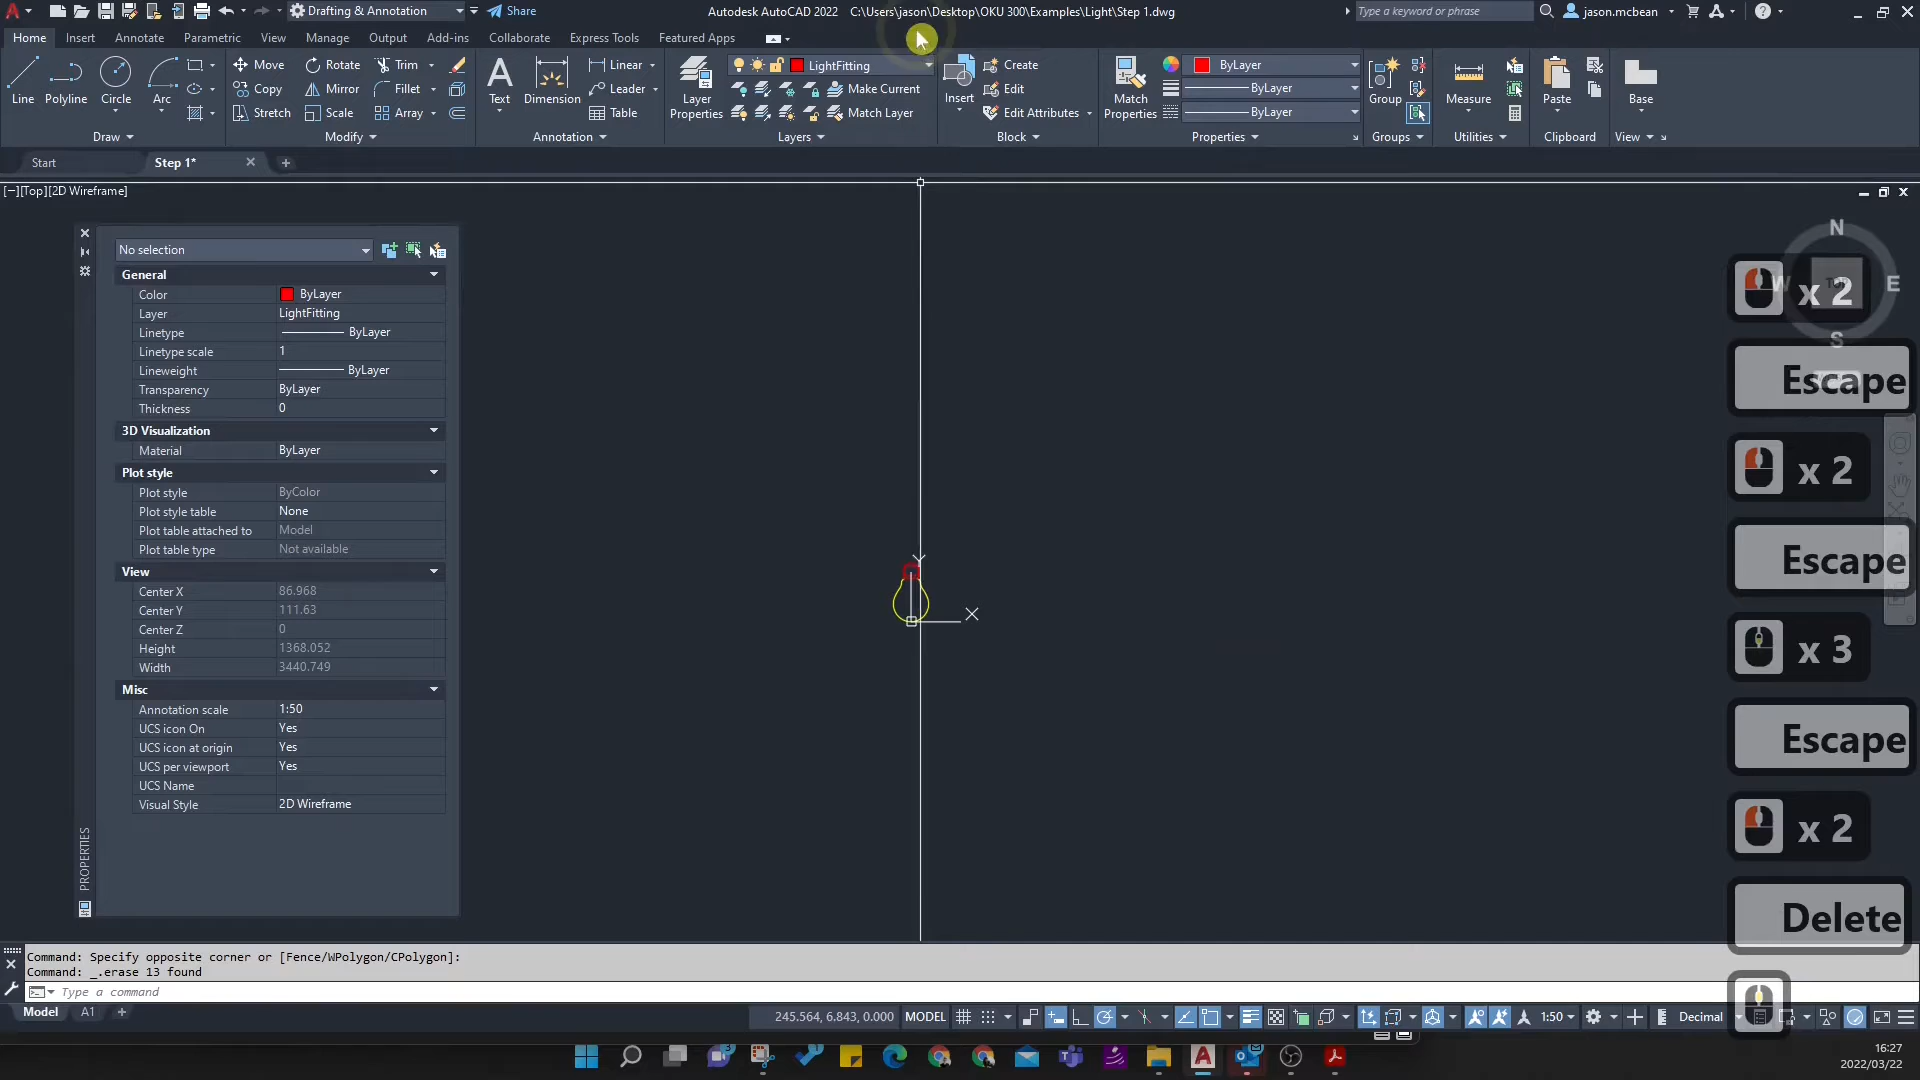 Drafting & Annotation
Share
Autodesk AutoCAD 2022 C:\Users\jason\Desktop\OKU 300\Examples\Light\Step 1.dwg
Type a keyword or phrase
jason.mcbean
Home Insert Annotate Parametric View Manage Output Add-ins Collaborate Express Tools Featured Apps
Line Polyline Circle Arc
Move Rotate Trim
Copy Mirror Fillet
Stretch Scale Array
Text Dimension
Linear
Leader
Table
Layer Properties
LightFitting
Make Current
Match Layer
Insert
Create
Edit
Edit Attributes
Match Properties
ByLayer
ByLayer
ByLayer
Group Measure Paste Base
Draw Modify Annotation Layers Block Properties Groups Utilities Clipboard View
Start Step 1*
[−][Top][2D Wireframe]
No selection
General
Color ByLayer
Layer LightFitting
Linetype ByLayer
Linetype scale 1
Lineweight ByLayer
Transparency ByLayer
Thickness 0
3D Visualization
Material ByLayer
Plot style
Plot style ByColor
Plot style table None
Plot table attached to Model
Plot table type Not available
View
Center X 86.968
Center Y 111.63
Center Z 0
Height 1368.052
Width 3440.749
Misc
Annotation scale 1:50
UCS icon On Yes
UCS icon at origin Yes
UCS per viewport Yes
UCS Name
Visual Style 2D Wireframe
PROPERTIES
Y
X
N
W E
S
x 2
Escape
x 2
Escape
x 3
Escape
x 2
Delete
Command: Specify opposite corner or [Fence/WPolygon/CPolygon]:
Command: _.erase 13 found
Type a command
Model A1
245.564, 6.843, 0.000 MODEL
1:50
Decimal
16:27
2022/03/22